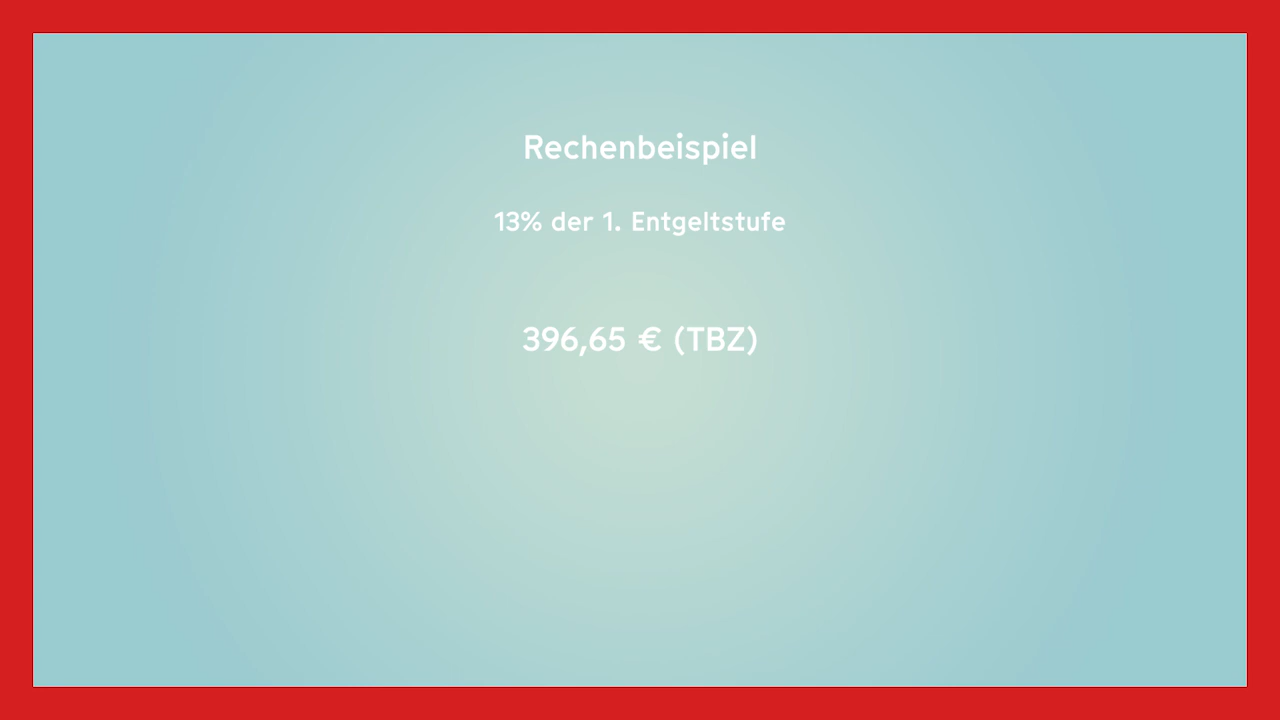 Rechenbeispiel
13% der 1. Entgeltstufe
396,65 € (TBZ)